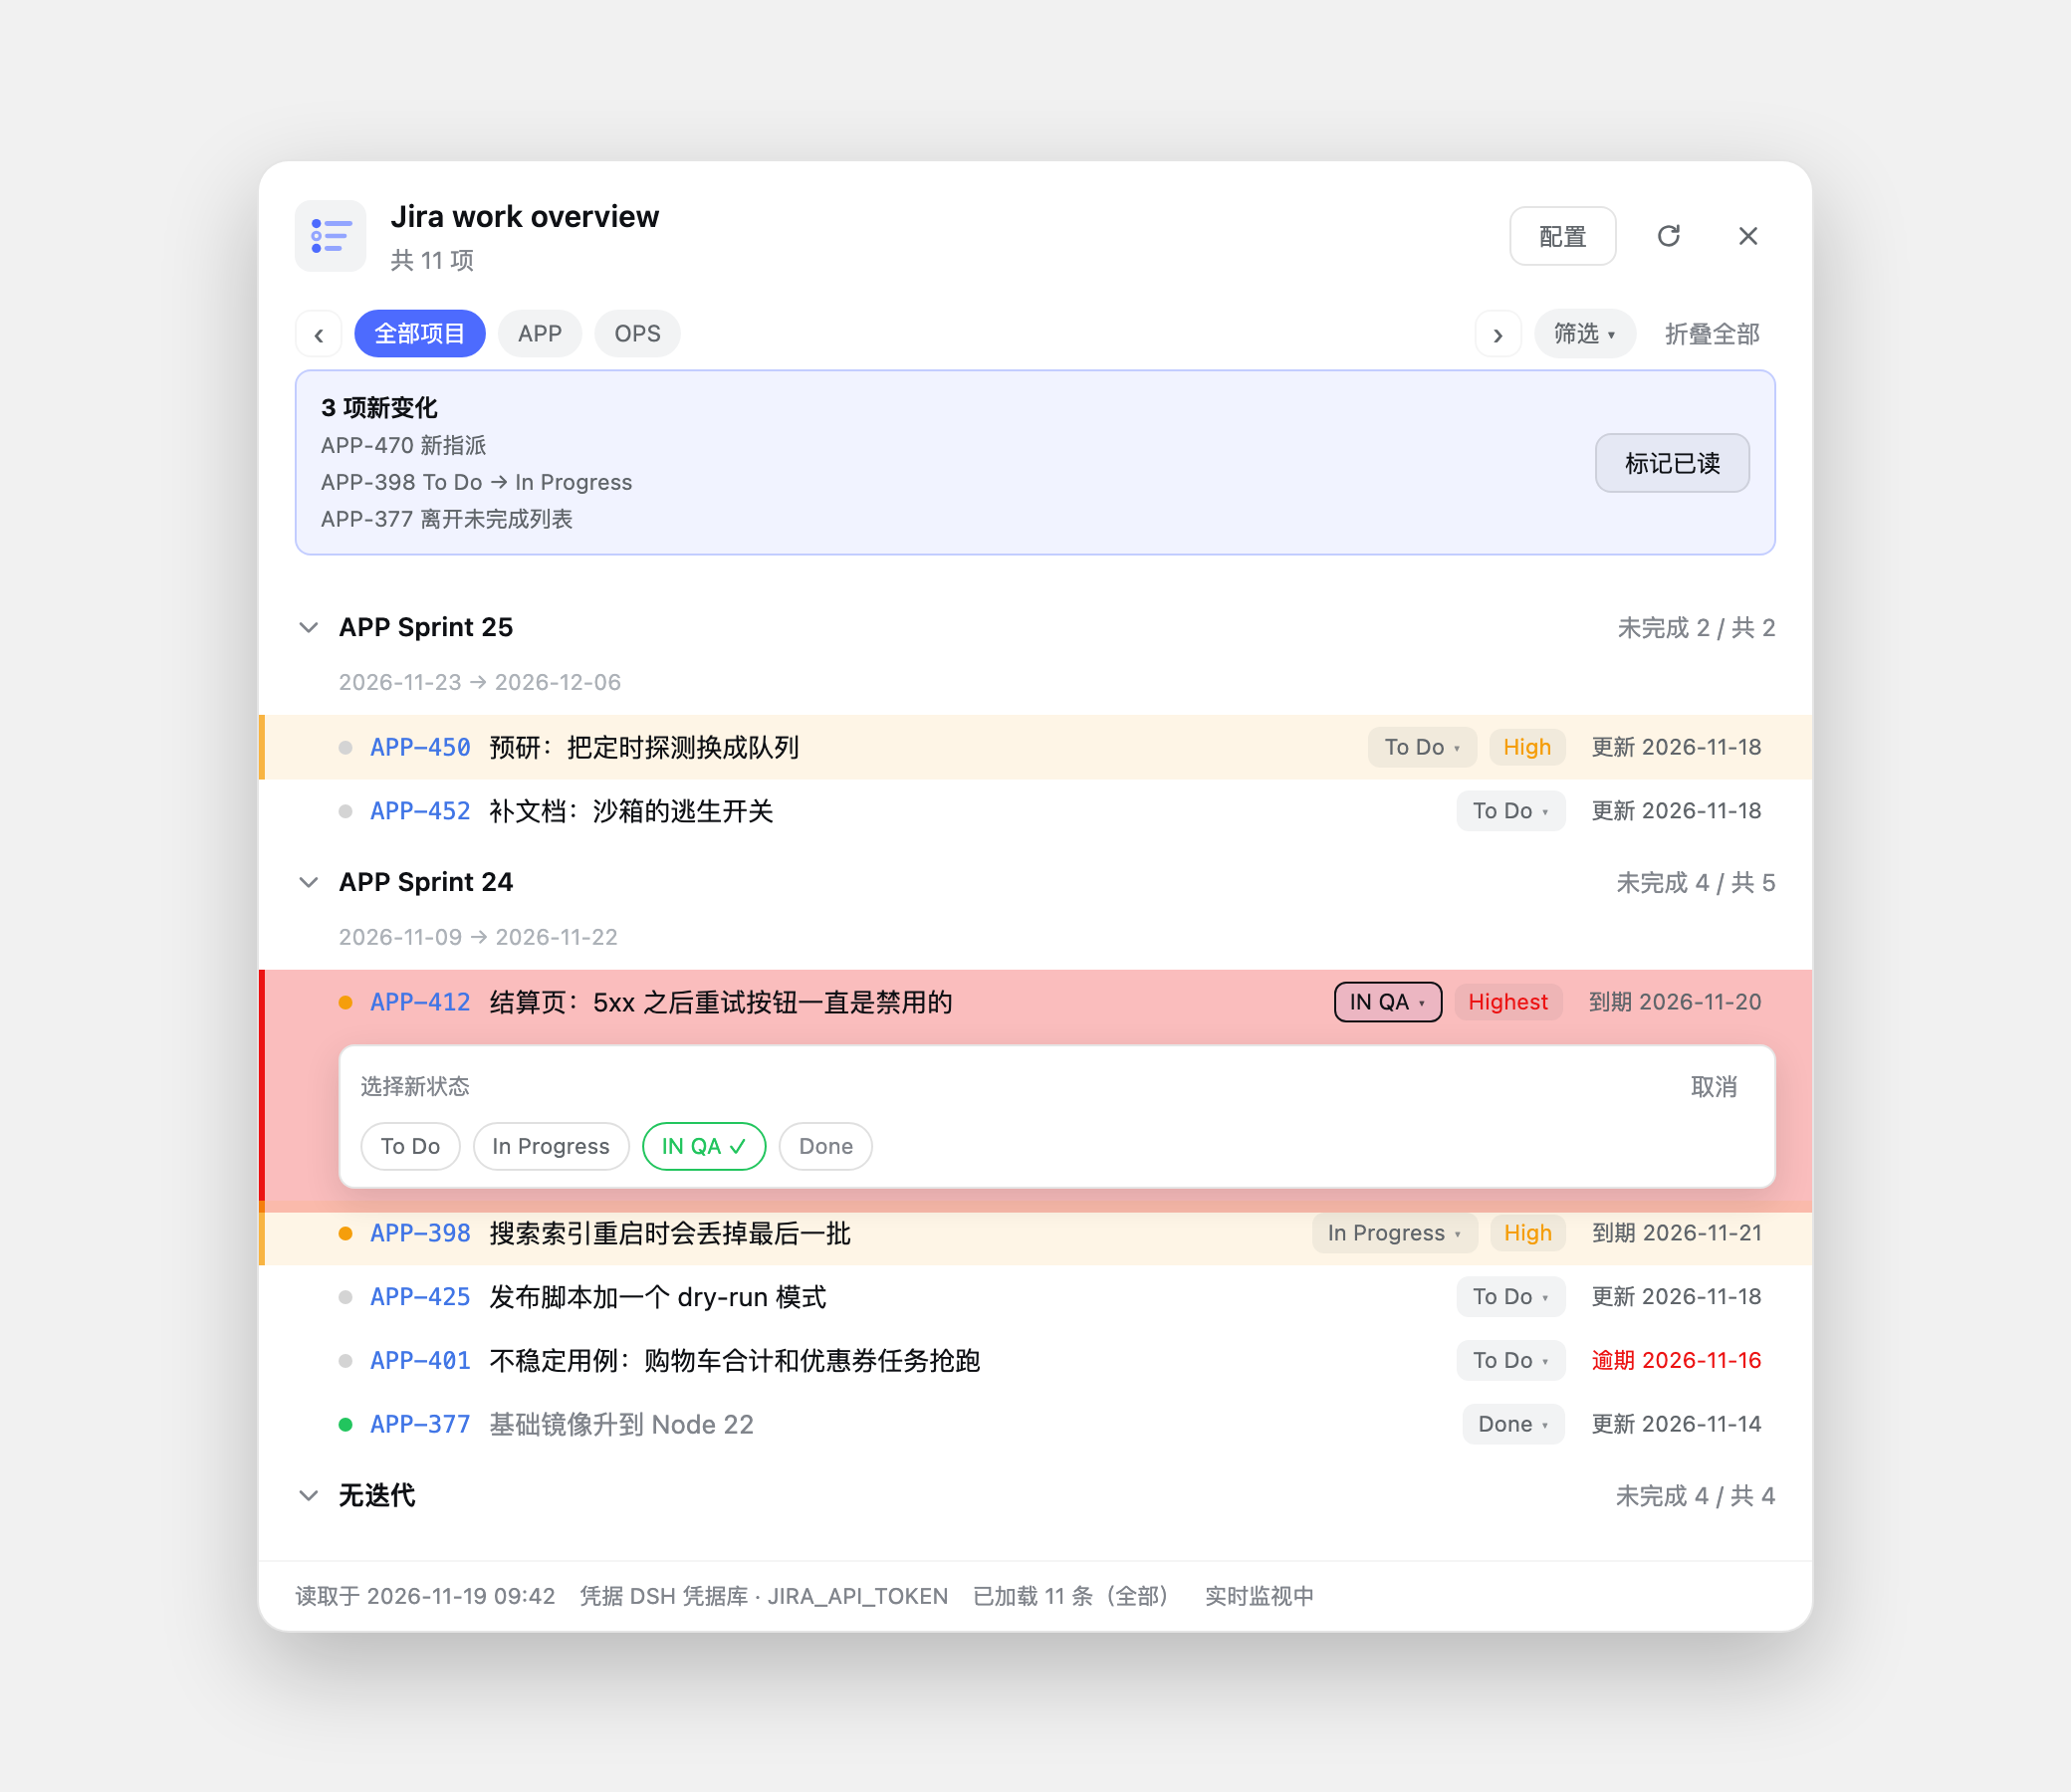 Jira work overview
共 11 项
配置
‹ 全部项目 APP OPS › 筛选 ▾ 折叠全部
3 项新变化
APP-470 新指派
APP-398 To Do → In Progress
APP-377 离开未完成列表
标记已读
APP Sprint 25 未完成 2 / 共 2
2026-11-23 → 2026-12-06
APP-450 预研：把定时探测换成队列 To Do ▾ High 更新 2026-11-18
APP-452 补文档：沙箱的逃生开关 To Do ▾ 更新 2026-11-18
APP Sprint 24 未完成 4 / 共 5
2026-11-09 → 2026-11-22
APP-412 结算页：5xx 之后重试按钮一直是禁用的 IN QA ▾ Highest 到期 2026-11-20
选择新状态 取消
To Do In Progress IN QA ✓ Done
APP-398 搜索索引重启时会丢掉最后一批 In Progress ▾ High 到期 2026-11-21
APP-425 发布脚本加一个 dry-run 模式 To Do ▾ 更新 2026-11-18
APP-401 不稳定用例：购物车合计和优惠券任务抢跑 To Do ▾ 逾期 2026-11-16
APP-377 基础镜像升到 Node 22 Done ▾ 更新 2026-11-14
无迭代 未完成 4 / 共 4
读取于 2026-11-19 09:42 凭据 DSH 凭据库 · JIRA_API_TOKEN 已加载 11 条（全部） 实时监视中